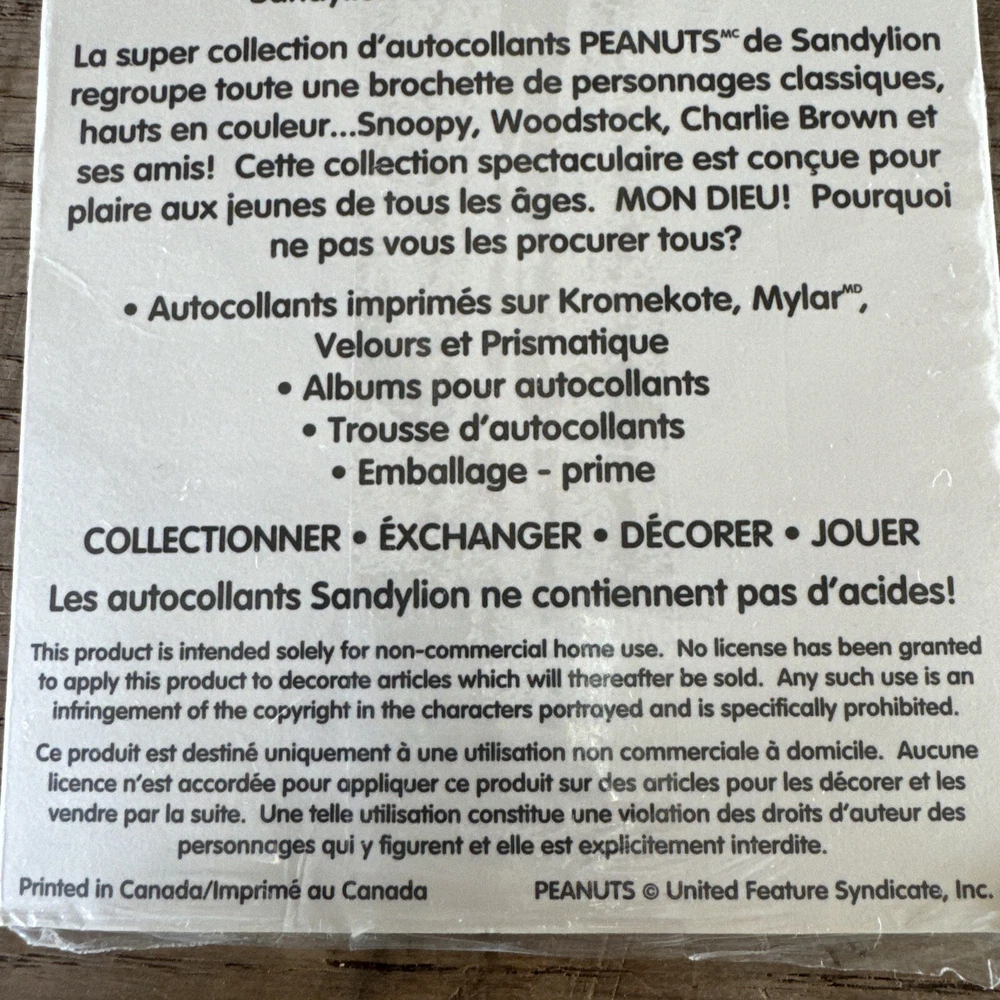 La super collection d'autocollants PEANUTS^MC de Sandylion
regroupe toute une brochette de personnages classiques,
hauts en couleur...Snoopy, Woodstock, Charlie Brown et
ses amis!  Cette collection spectaculaire est conçue pour
plaire aux jeunes de tous les âges.  MON DIEU!  Pourquoi
ne pas vous les procurer tous?
• Autocollants imprimés sur Kromekote, Mylar^MD,
Velours et Prismatique
• Albums pour autocollants
• Trousse d'autocollants
• Emballage - prime
COLLECTIONNER • ÉXCHANGER • DÉCORER • JOUER
Les autocollants Sandylion ne contiennent pas d'acides!
This product is intended solely for non-commercial home use.  No license has been granted
to apply this product to decorate articles which will thereafter be sold.  Any such use is an
infringement of the copyright in the characters portrayed and is specifically prohibited.
Ce produit est destiné uniquement à une utilisation non commerciale à domicile.  Aucune
licence n'est accordée pour appliquer ce produit sur des articles pour les décorer et les
vendre par la suite.  Une telle utilisation constitue une violation des droits d'auteur des
personnages qui y figurent et elle est explicitement interdite.
Printed in Canada/Imprimé au Canada PEANUTS © United Feature Syndicate, Inc.